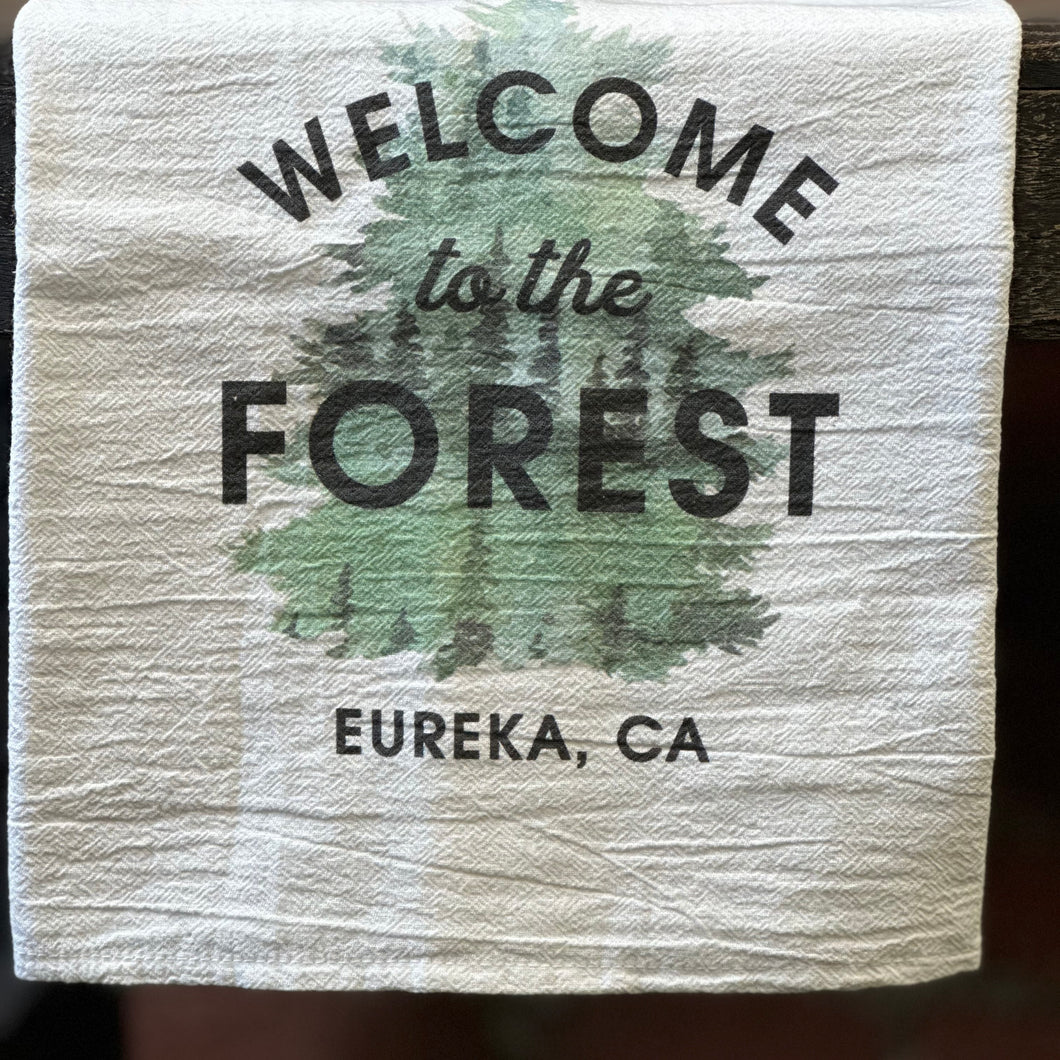 WELCOME
to the
FOREST
EUREKA, CA